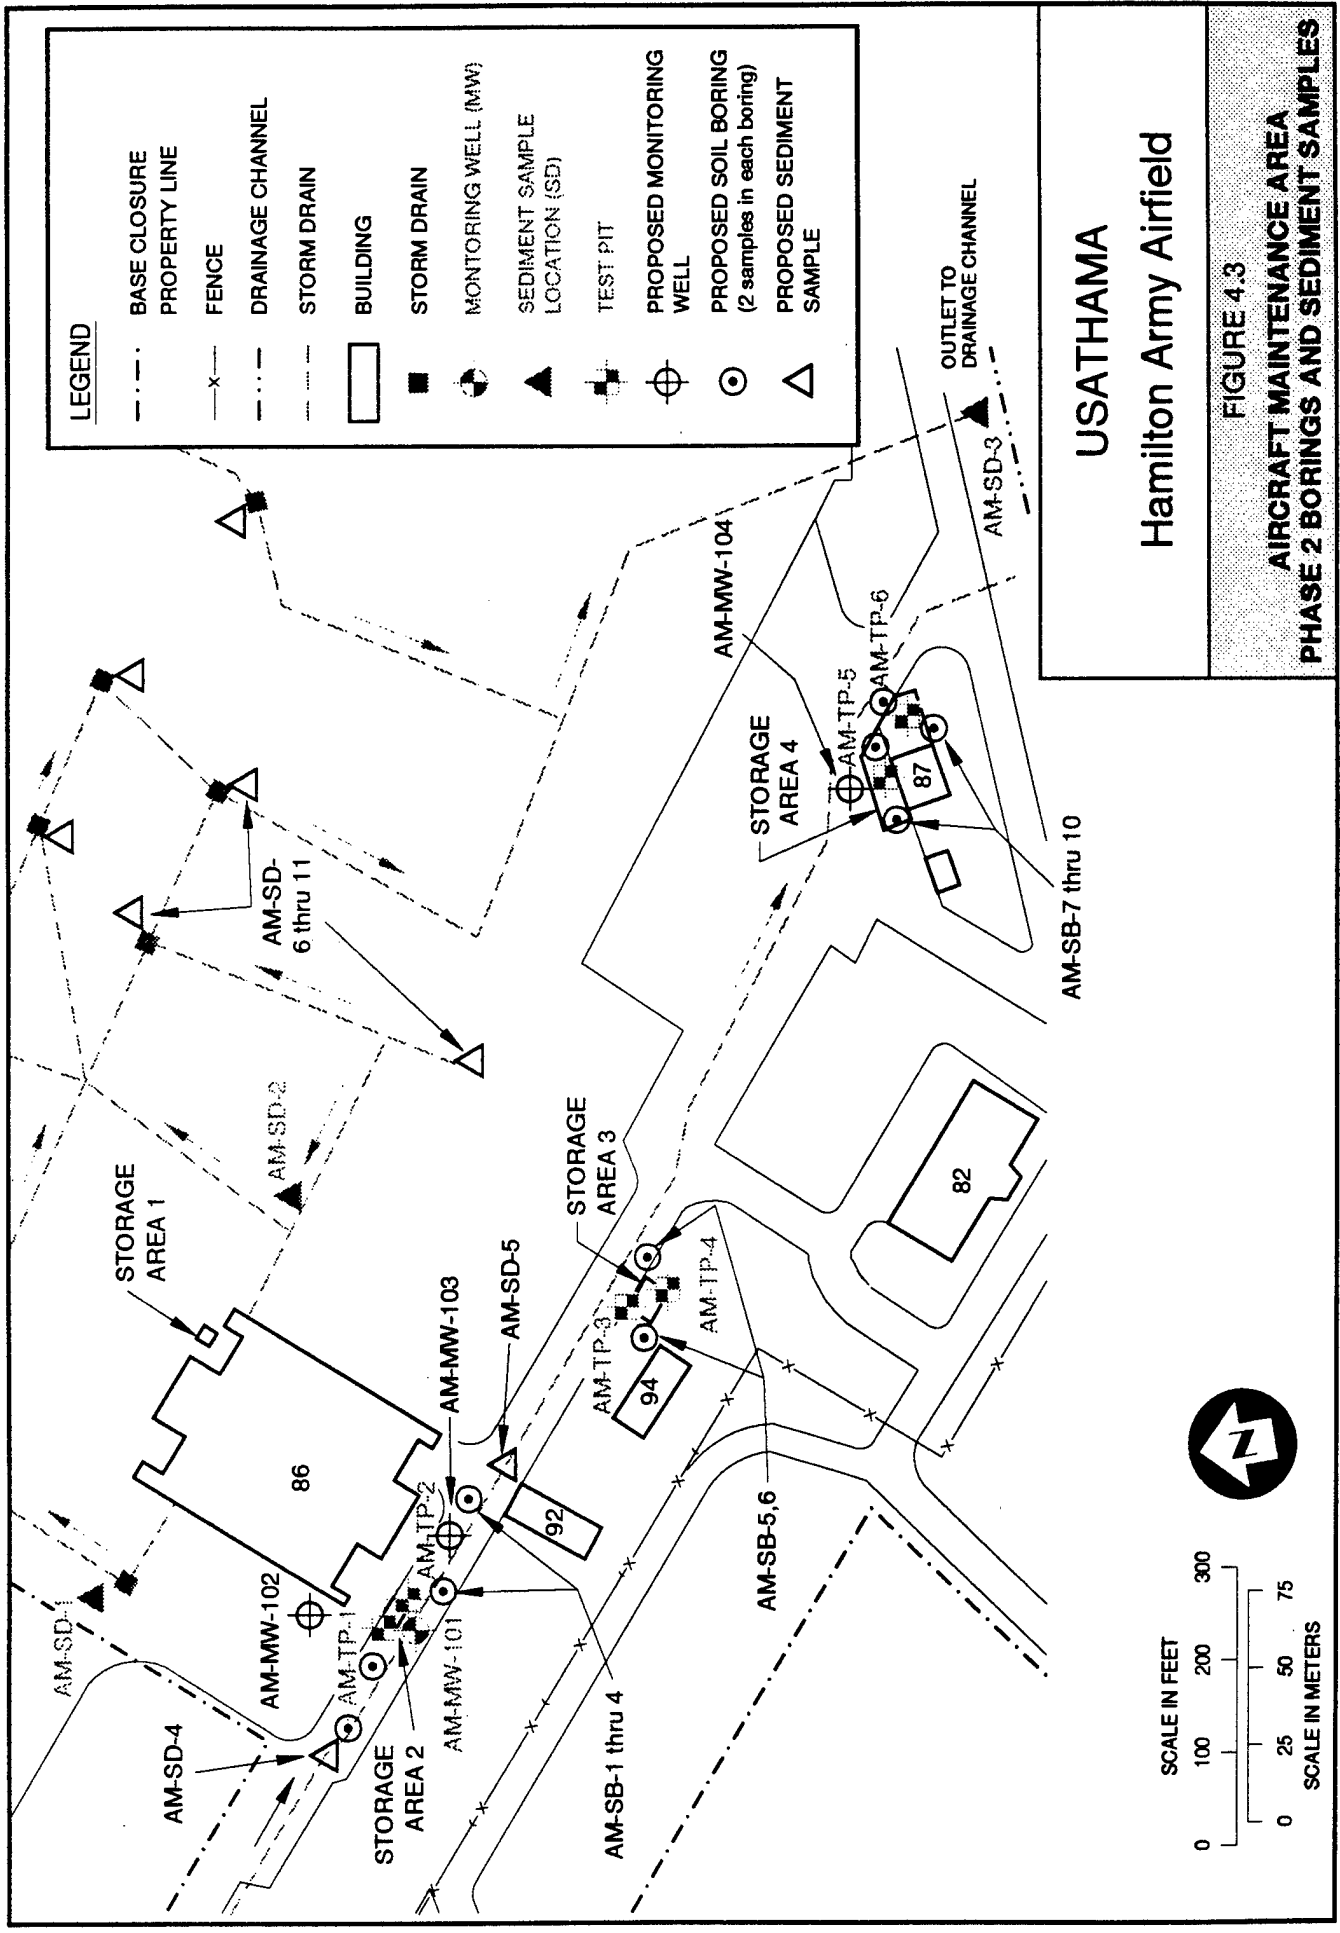 LEGEND
BASE CLOSURE
PROPERTY LINE
x
FENCE
DRAINAGE CHANNEL
STORM DRAIN
BUILDING
STORM DRAIN
MONTORING WELL (MW)
SEDIMENT SAMPLE
LOCATION (SD)
TEST PIT
PROPOSED MONITORING
WELL
PROPOSED SOIL BORING
(2 samples in each boring)
PROPOSED SEDIMENT
SAMPLE
AM-SD-1
AM-SD-4
AM-MW-102
AM-TP-1
STORAGE
AREA 2
AM-MW-101
AM-SB-1 thru 4
STORAGE
AREA 1
86
AM-TP-2
AM-MW-103
AM-SD-5
92
AM-SD-2
AM-SD-
6 thru 11
STORAGE
AREA 3
AM-TP-3
AM-TP-4
94
AM-SB-5,6
82
STORAGE
AREA 4
AM-MW-104
AM-TP-5
AM-TP-6
87
AM-SB-7 thru 10
AM-SD-3
OUTLET TO
DRAINAGE CHANNEL
SCALE IN FEET
0 100 200 300
0 25 50 75
SCALE IN METERS
N
USATHAMA
Hamilton Army Airfield
FIGURE 4.3
AIRCRAFT MAINTENANCE AREA
PHASE 2 BORINGS AND SEDIMENT SAMPLES